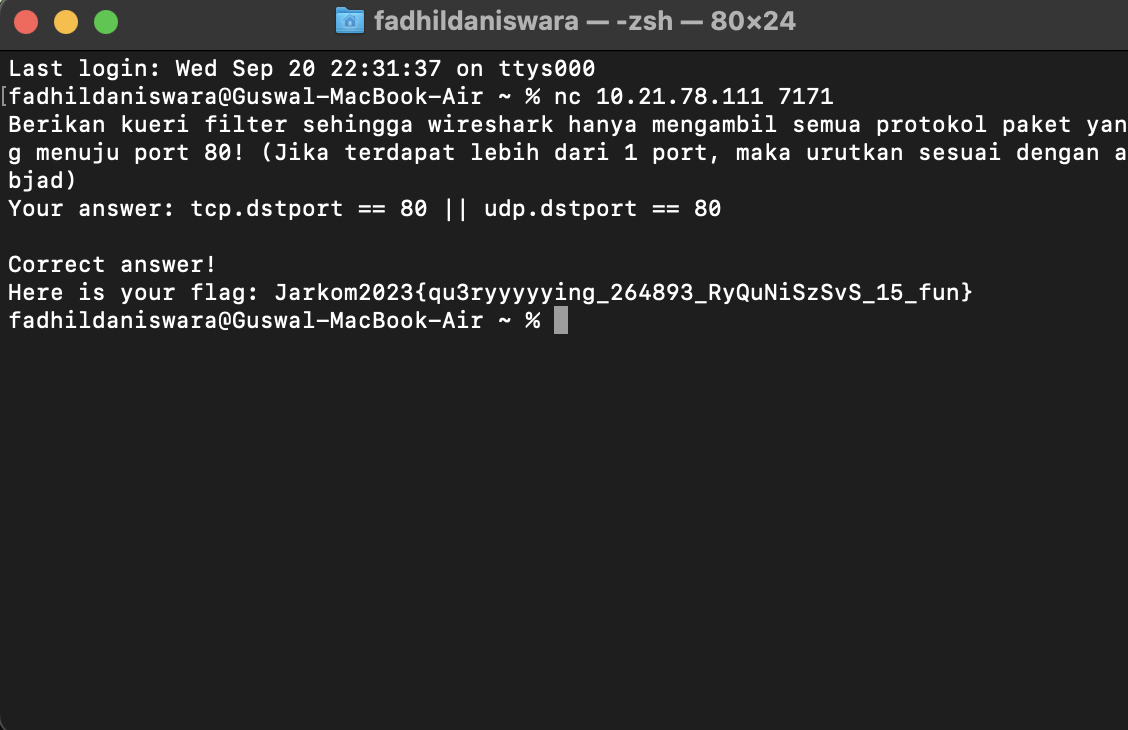 fadhildaniswara — -zsh — 80×24
Last login: Wed Sep 20 22:31:37 on ttys000
[fadhildaniswara@Guswal-MacBook-Air ~ % nc 10.21.78.111 7171
Berikan kueri filter sehingga wireshark hanya mengambil semua protokol paket yan
g menuju port 80! (Jika terdapat lebih dari 1 port, maka urutkan sesuai dengan a
bjad)
Your answer: tcp.dstport == 80 || udp.dstport == 80
Correct answer!
Here is your flag: Jarkom2023{qu3ryyyyying_264893_RyQuNiSzSvS_15_fun}
fadhildaniswara@Guswal-MacBook-Air ~ %